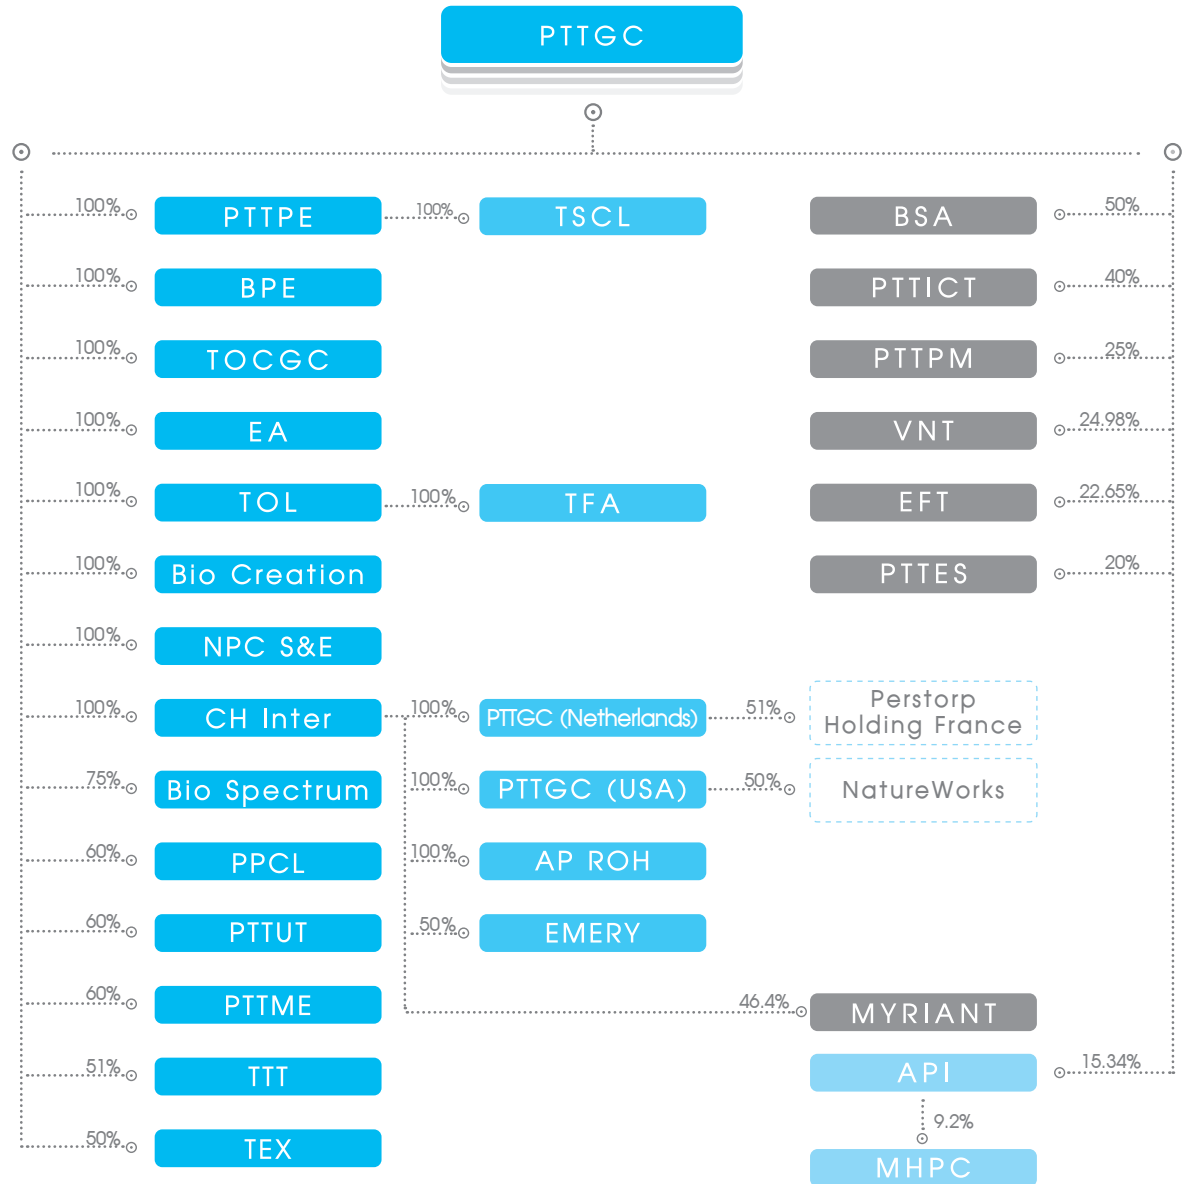 PTTGC
100% PTTPE 100% TSCL
100% BPE
100% TOCGC
100% EA
100% TOL 100% TFA
100% Bio Creation
100% NPC S&E
100% CH Inter 100% PTTGC (Netherlands) 51% Perstorp
Holding France
75% Bio Spectrum 100% PTTGC (USA) 50% NatureWorks
60% PPCL 100% AP ROH
60% PTTUT 50% EMERY
60% PTTME 46.4% MYRIANT
51% TTT
50% TEX
BSA 50%
PTTICT 40%
PTTPM 25%
VNT 24.98%
EFT 22.65%
PTTES 20%
API 15.34%
9.2%
MHPC